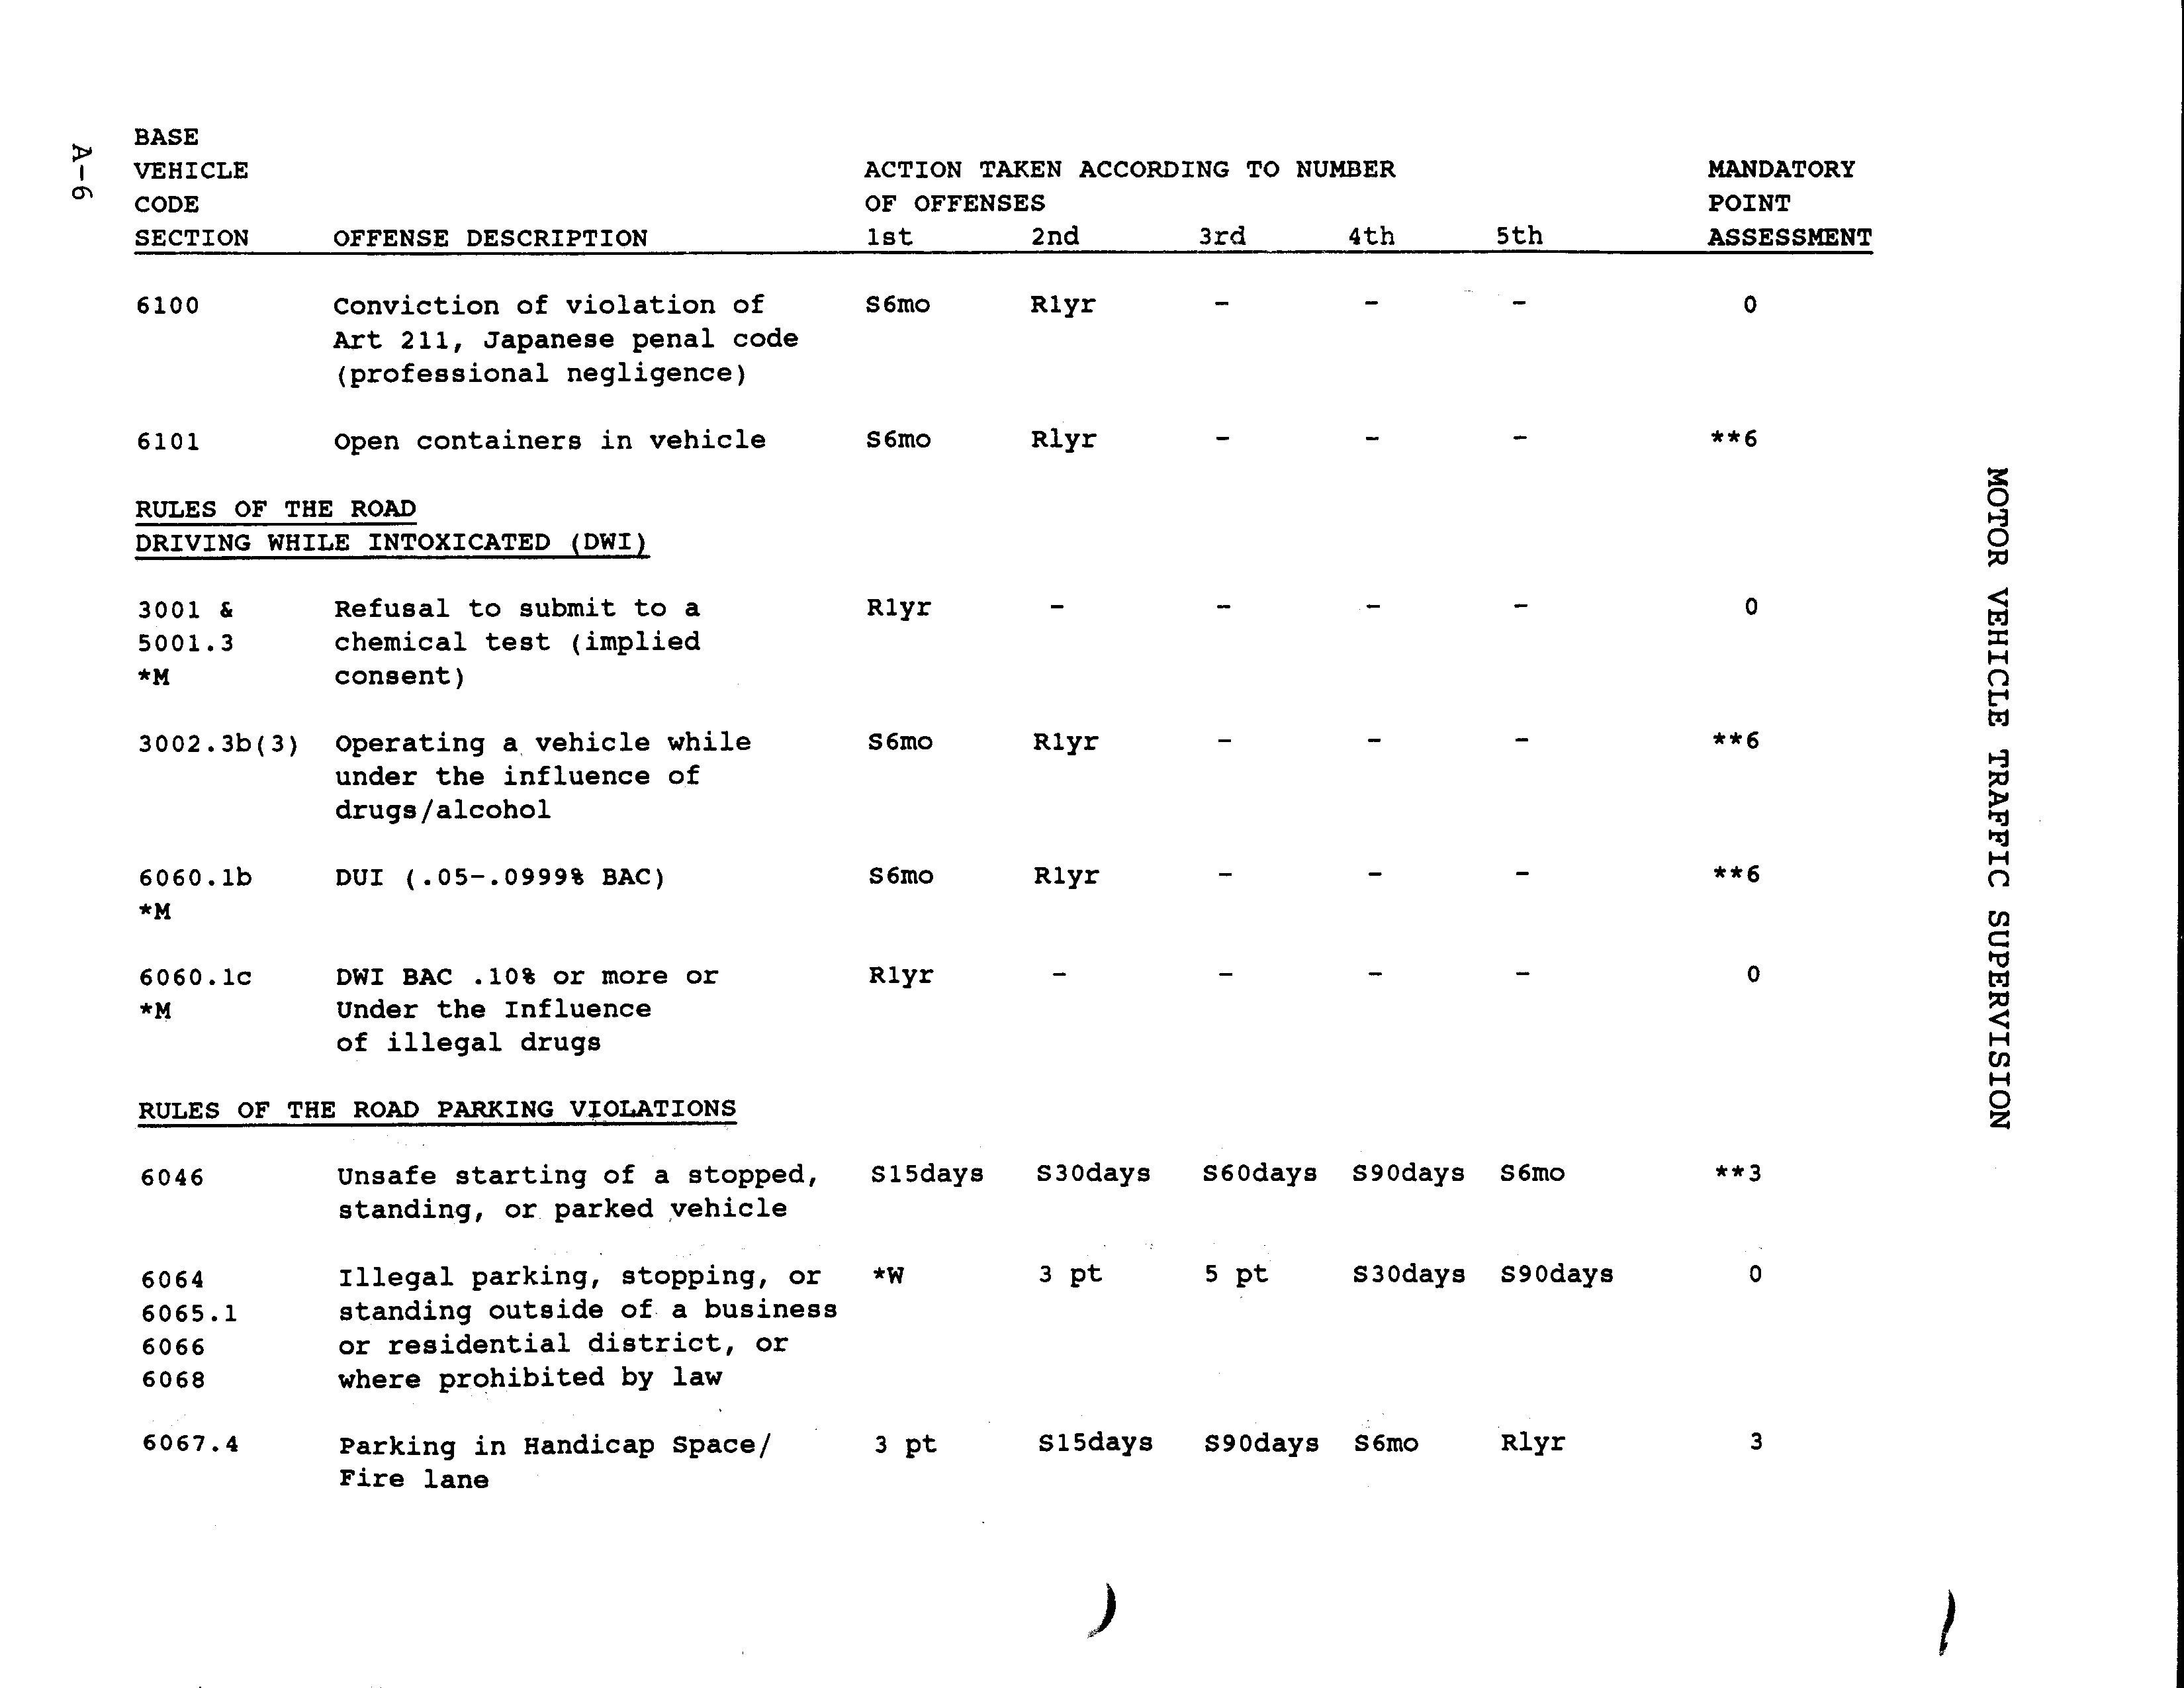 A-6
BASE
VEHICLE ACTION TAKEN ACCORDING TO NUMBER MANDATORY
CODE OF OFFENSES POINT
SECTION OFFENSE DESCRIPTION 1st 2nd 3rd 4th 5th ASSESSMENT
6100 Conviction of violation of S6mo R1yr - - - 0
Art 211, Japanese penal code
(professional negligence)
6101 Open containers in vehicle S6mo R1yr - - - **6
RULES OF THE ROAD
DRIVING WHILE INTOXICATED (DWI)
3001 & Refusal to submit to a R1yr - - - - 0
5001.3 chemical test (implied
*M consent)
3002.3b(3) Operating a vehicle while S6mo R1yr - - - **6
under the influence of
drugs/alcohol
6060.1b DUI (.05-.0999% BAC) S6mo R1yr - - - **6
*M
6060.1c DWI BAC .10% or more or R1yr - - - - 0
*M Under the Influence
of illegal drugs
RULES OF THE ROAD PARKING VIOLATIONS
6046 Unsafe starting of a stopped, S15days S30days S60days S90days S6mo **3
standing, or parked vehicle
6064 Illegal parking, stopping, or *W 3 pt 5 pt S30days S90days 0
6065.1 standing outside of a business
6066 or residential district, or
6068 where prohibited by law
6067.4 Parking in Handicap Space/ 3 pt S15days S90days S6mo R1yr 3
Fire lane
MOTOR VEHICLE TRAFFIC SUPERVISION